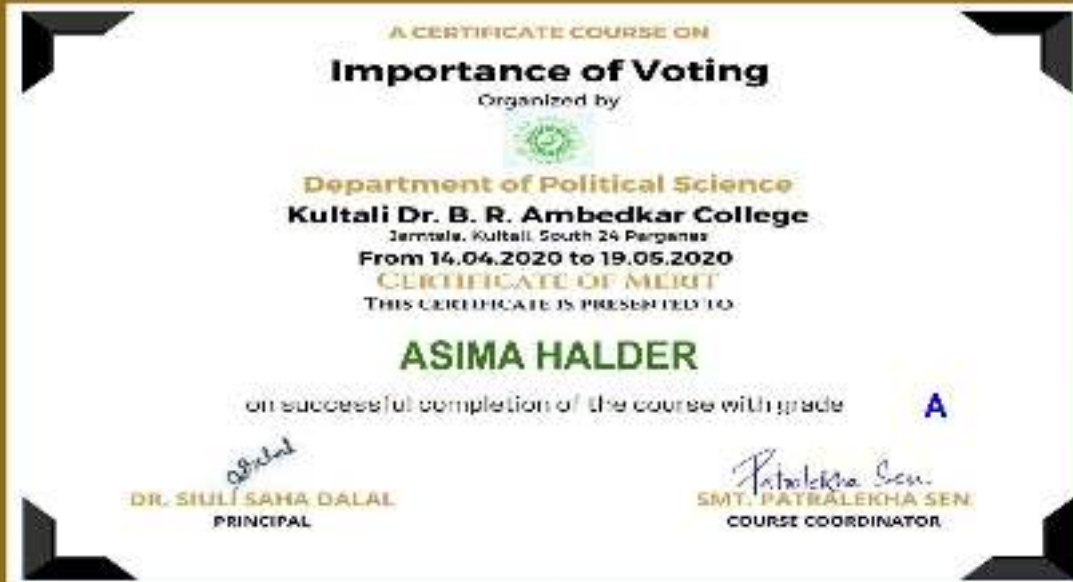 A CERTIFICATE COURSE ON
Importance of Voting
Organized by
Department of Political Science
Kultali Dr. B. R. Ambedkar College
Jamtala, Kultali, South 24 Parganas
From 14.04.2020 to 19.05.2020
CERTIFICATE OF MERIT
THIS CERTIFICATE IS PRESENTED TO
ASIMA HALDER
on successful completion of the course with grade A
Patralekha Sen.
DR. SIULI SAHA DALAL SMT. PATRALEKHA SEN
PRINCIPAL COURSE COORDINATOR